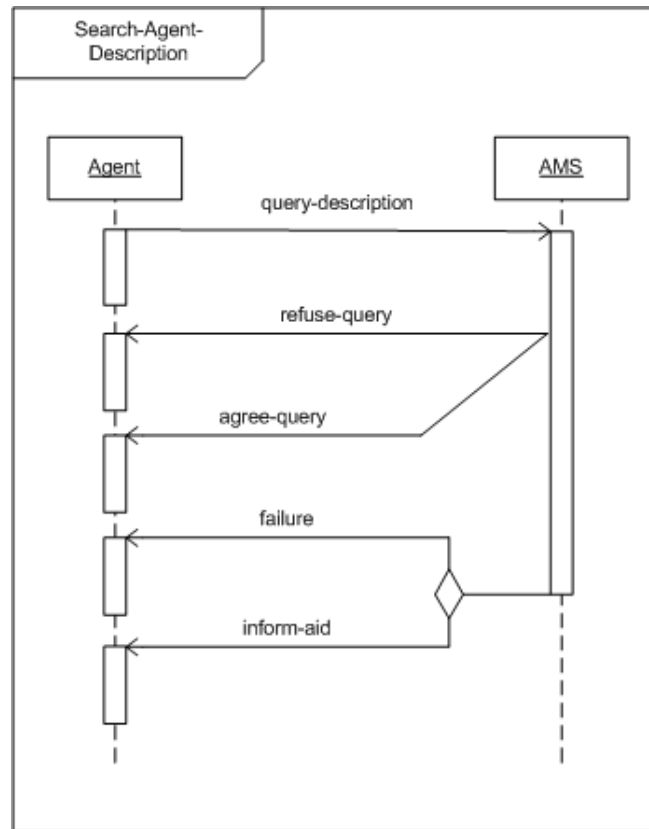 Search-Agent-
Description
Agent
AMS
query-description
refuse-query
agree-query
failure
inform-aid